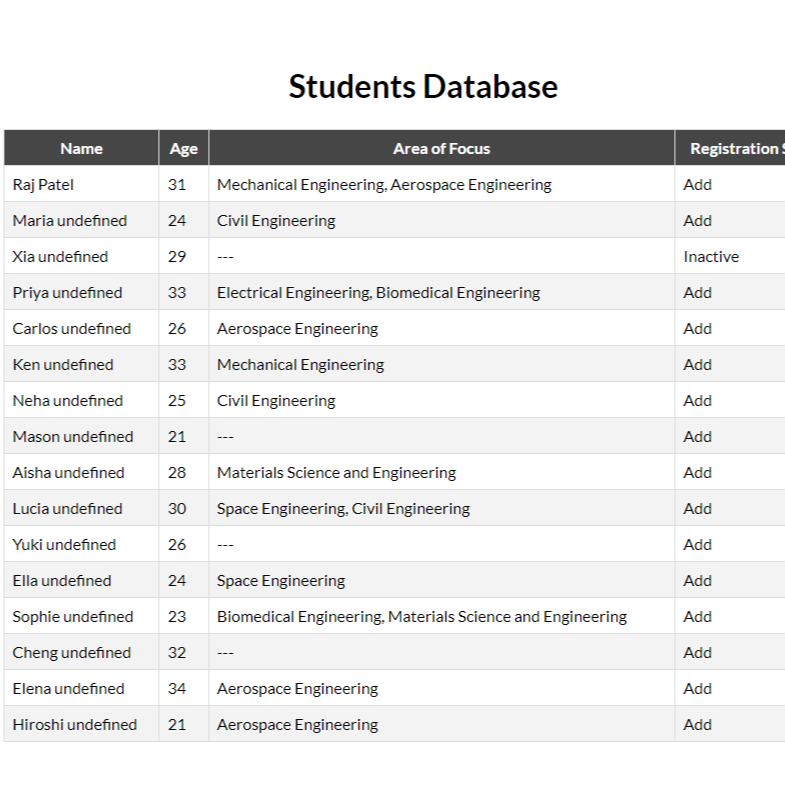 Students Database
Name Age Area of Focus Registration
Raj Patel 31 Mechanical Engineering, Aerospace Engineering Add
Maria undefined 24 Civil Engineering Add
Xia undefined 29 --- Inactive
Priya undefined 33 Electrical Engineering, Biomedical Engineering Add
Carlos undefined 26 Aerospace Engineering Add
Ken undefined 33 Mechanical Engineering Add
Neha undefined 25 Civil Engineering Add
Mason undefined 21 --- Add
Aisha undefined 28 Materials Science and Engineering Add
Lucia undefined 30 Space Engineering, Civil Engineering Add
Yuki undefined 26 --- Add
Ella undefined 24 Space Engineering Add
Sophie undefined 23 Biomedical Engineering, Materials Science and Engineering Add
Cheng undefined 32 --- Add
Elena undefined 34 Aerospace Engineering Add
Hiroshi undefined 21 Aerospace Engineering Add